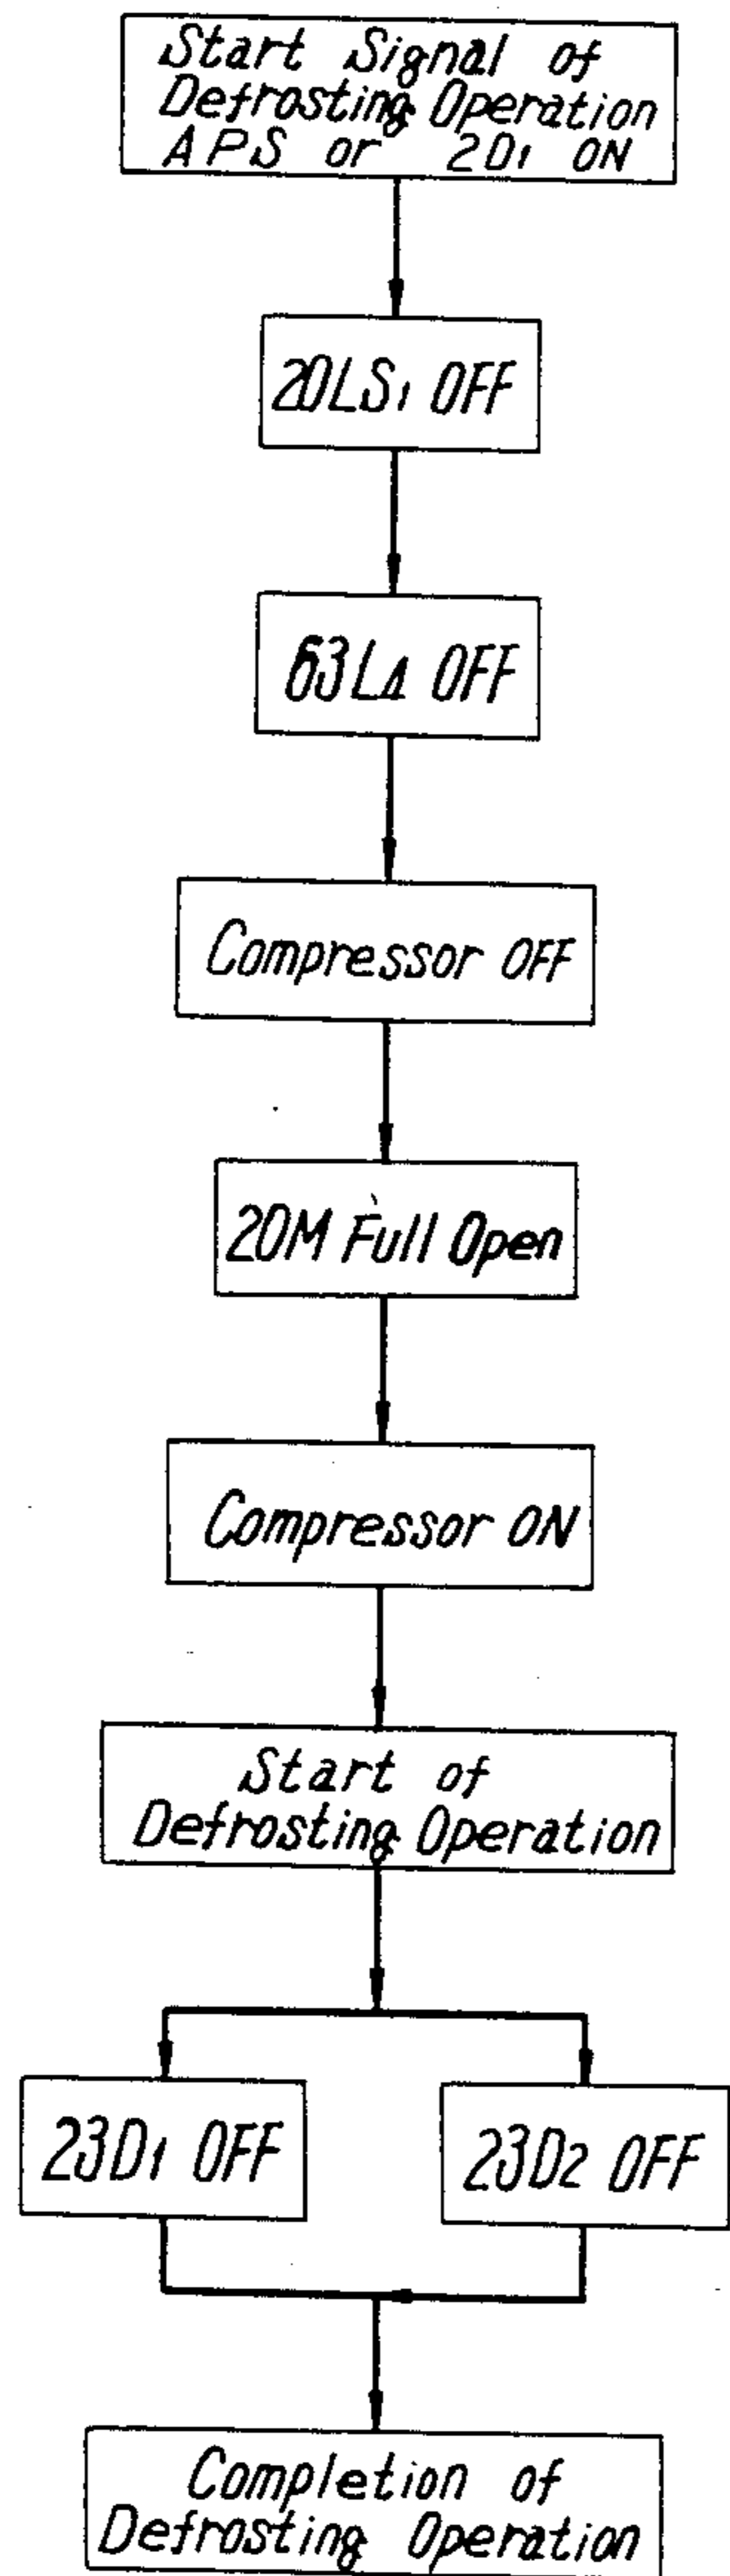 Start Signal of
Defrosting Operation
APS or 2D1 ON
20LS1 OFF
63LA OFF
Compressor OFF
20M Full Open
Compressor ON
Start of
Defrosting Operation
23D1 OFF
23D2 OFF
Completion of
Defrosting Operation